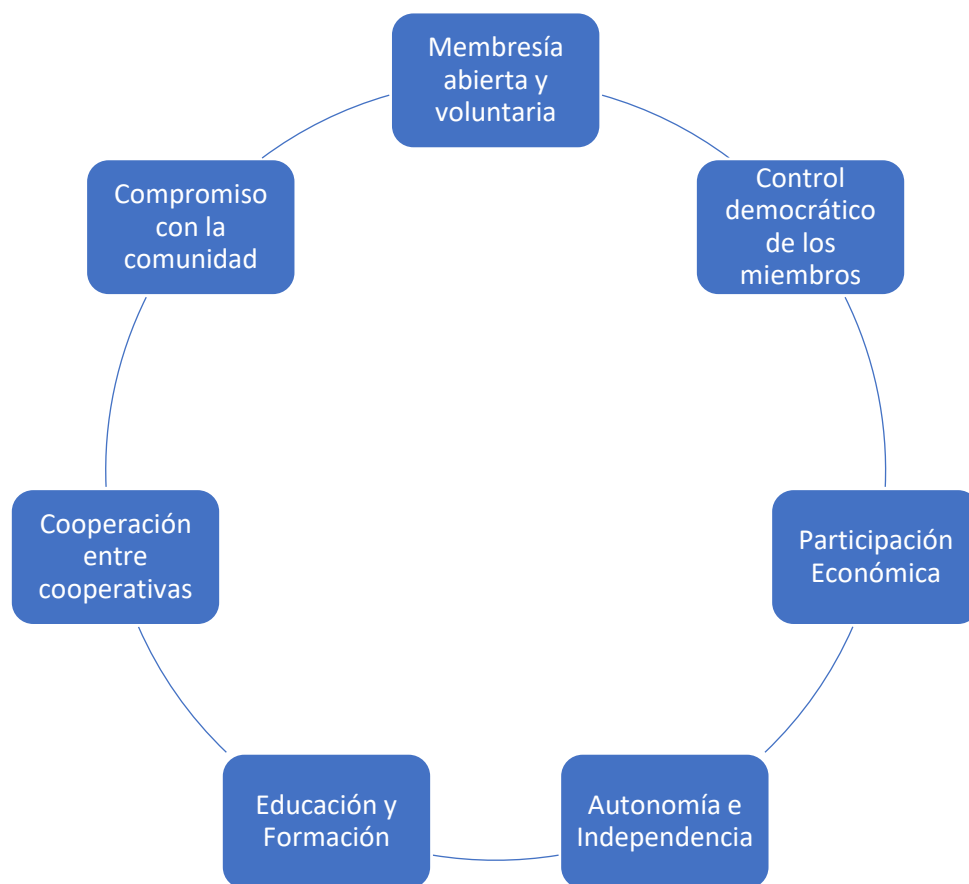 Membresía
abierta y
voluntaria
Control
democrático
de los
miembros
Participación
Económica
Autonomía e
Independencia
Educación y
Formación
Cooperación
entre
cooperativas
Compromiso
con la
comunidad